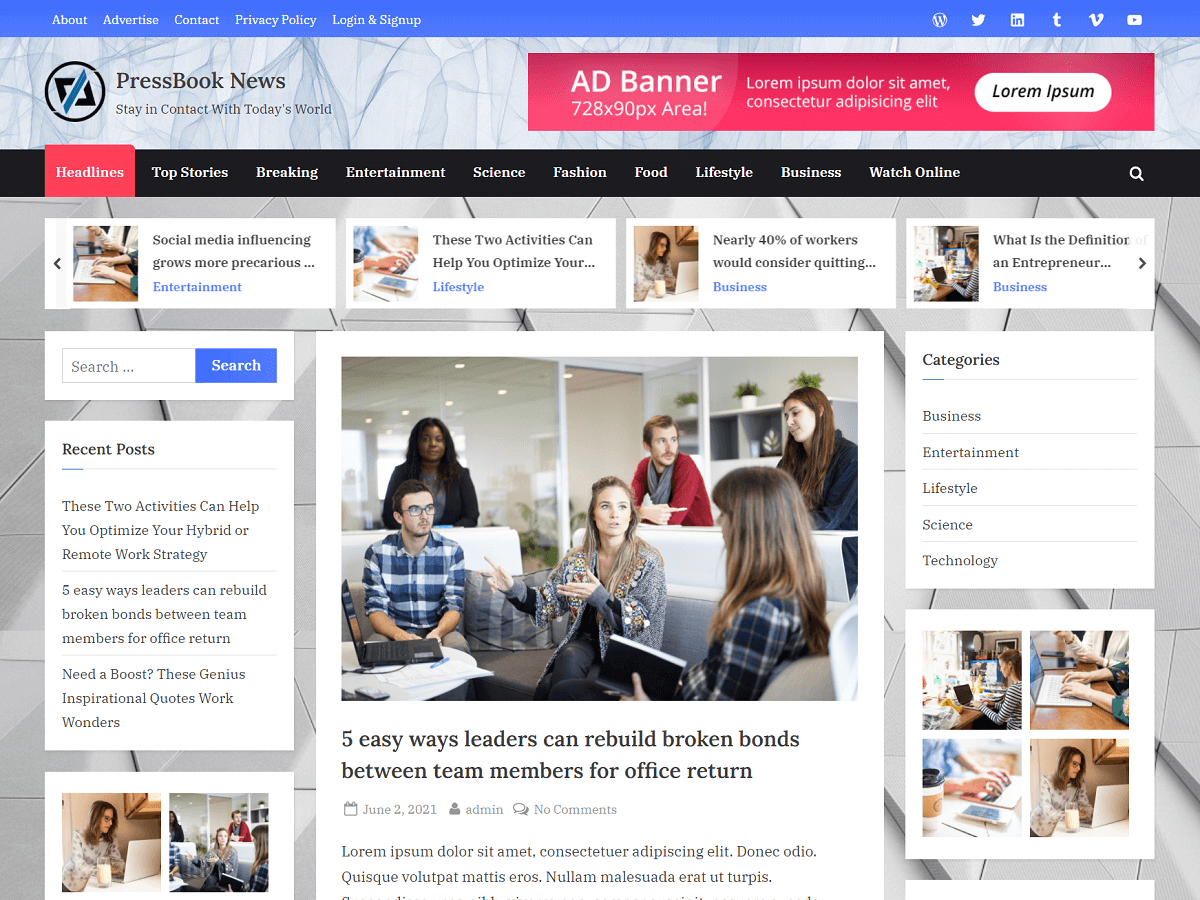 About Advertise Contact Privacy Policy Login & Signup
PressBook News
Stay in Contact With Today's World
AD Banner
728x90px Area!
Lorem ipsum dolor sit amet,
consectetur adipisicing elit
Lorem Ipsum
Headlines Top Stories Breaking Entertainment Science Fashion Food Lifestyle Business Watch Online
Social media influencing
grows more precarious ...
Entertainment
These Two Activities Can
Help You Optimize Your...
Lifestyle
Nearly 40% of workers
would consider quitting...
Business
What Is the Definition of
an Entrepreneur...
Business
Search ...
Search
Recent Posts
These Two Activities Can Help
You Optimize Your Hybrid or
Remote Work Strategy
5 easy ways leaders can rebuild
broken bonds between team
members for office return
Need a Boost? These Genius
Inspirational Quotes Work
Wonders
5 easy ways leaders can rebuild broken bonds
between team members for office return
June 2, 2021 admin No Comments
Lorem ipsum dolor sit amet, consectetuer adipiscing elit. Donec odio.
Quisque volutpat mattis eros. Nullam malesuada erat ut turpis.
Categories
Business
Entertainment
Lifestyle
Science
Technology